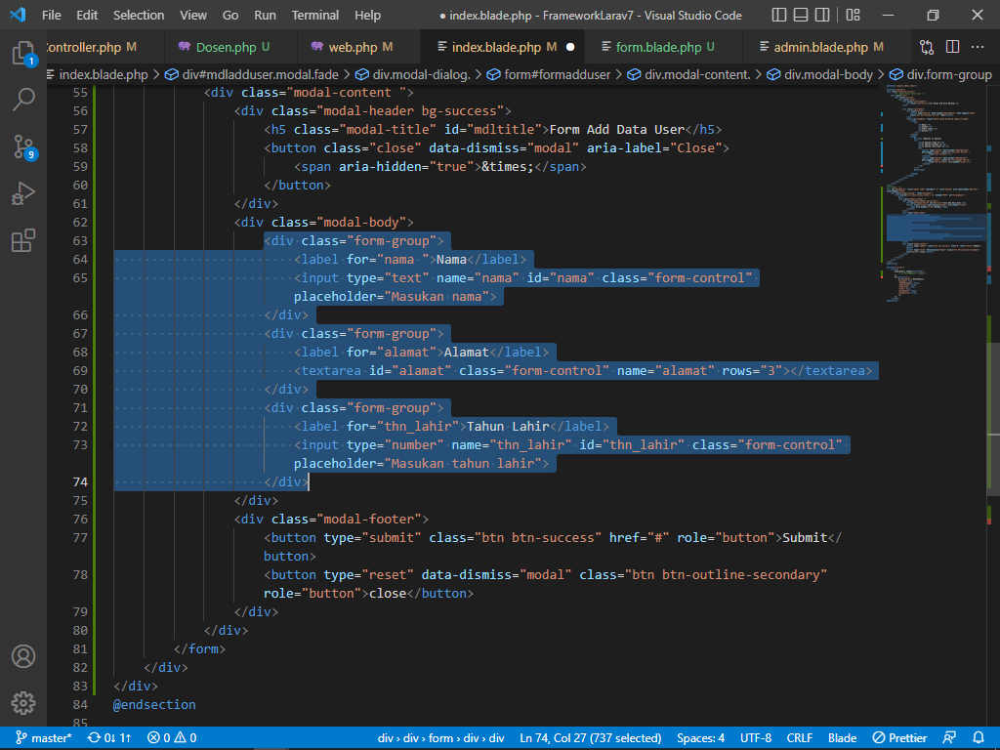 File Edit Selection View Go Run Terminal Help ● index.blade.php - FrameworkLarav7 - Visual Studio Code
Controller.php M Dosen.php U web.php M index.blade.php M ● form.blade.php U admin.blade.php M ···
index.blade.php > div#mdladduser.modal.fade > div.modal-dialog. > form#formadduser > div.modal-content. > div.modal-body > div.form-group
1
9
55 <div class="modal-content ">
56 <div class="modal-header bg-success">
57 <h5 class="modal-title" id="mdltitle">Form Add Data User</h5>
58 <button class="close" data-dismiss="modal" aria-label="Close">
59 <span aria-hidden="true">&times;</span>
60 </button>
61 </div>
62 <div class="modal-body">
63 <div class="form-group">
64 <label for="nama ">Nama</label>
65 <input type="text" name="nama" id="nama" class="form-control"
placeholder="Masukan nama">
66 </div>
67 <div class="form-group">
68 <label for="alamat">Alamat</label>
69 <textarea id="alamat" class="form-control" name="alamat" rows="3"></textarea>
70 </div>
71 <div class="form-group">
72 <label for="thn_lahir">Tahun Lahir</label>
73 <input type="number" name="thn_lahir" id="thn_lahir" class="form-control"
placeholder="Masukan tahun lahir">
74 </div>
75 </div>
76 <div class="modal-footer">
77 <button type="submit" class="btn btn-success" href="#" role="button">Submit</
button>
78 <button type="reset" data-dismiss="modal" class="btn btn-outline-secondary"
role="button">close</button>
79 </div>
80 </div>
81 </form>
82 </div>
83 </div>
84 @endsection
85
master* 0↓ 1↑ 0 0 div > div > form > div > div Ln 74, Col 27 (737 selected) Spaces: 4 UTF-8 CRLF Blade Prettier